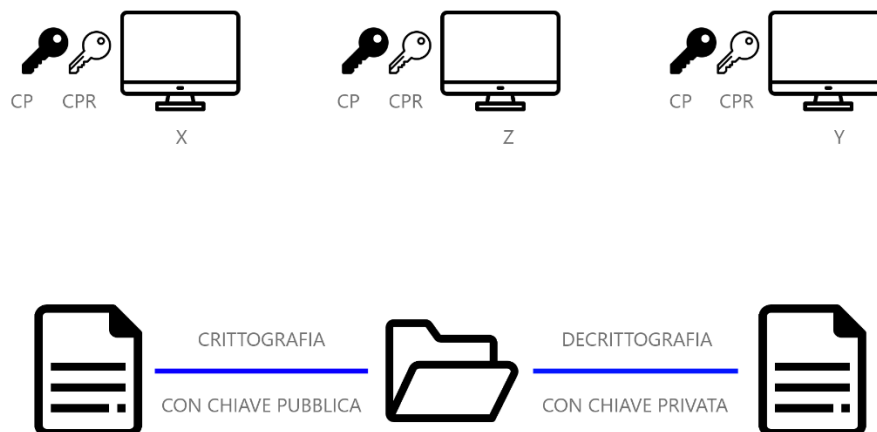 CP CPR
X
CP CPR
Z
CP CPR
Y
CRITTOGRAFIA
CON CHIAVE PUBBLICA
DECRITTOGRAFIA
CON CHIAVE PRIVATA